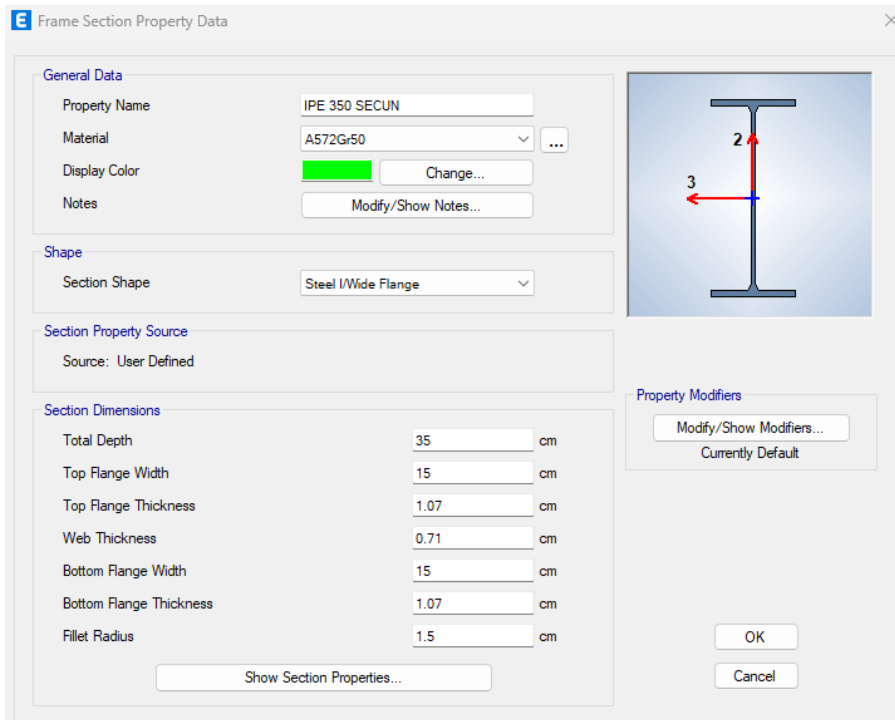 E Frame Section Property Data
General Data
Property Name IPE 350 SECUN
Material A572Gr50 ...
Display Color Change...
Notes Modify/Show Notes...
2
3
Shape
Section Shape Steel I/Wide Flange
Section Property Source
Source: User Defined
Property Modifiers
Modify/Show Modifiers...
Currently Default
Section Dimensions
Total Depth 35 cm
Top Flange Width 15 cm
Top Flange Thickness 1.07 cm
Web Thickness 0.71 cm
Bottom Flange Width 15 cm
Bottom Flange Thickness 1.07 cm
Fillet Radius 1.5 cm
Show Section Properties...
OK
Cancel